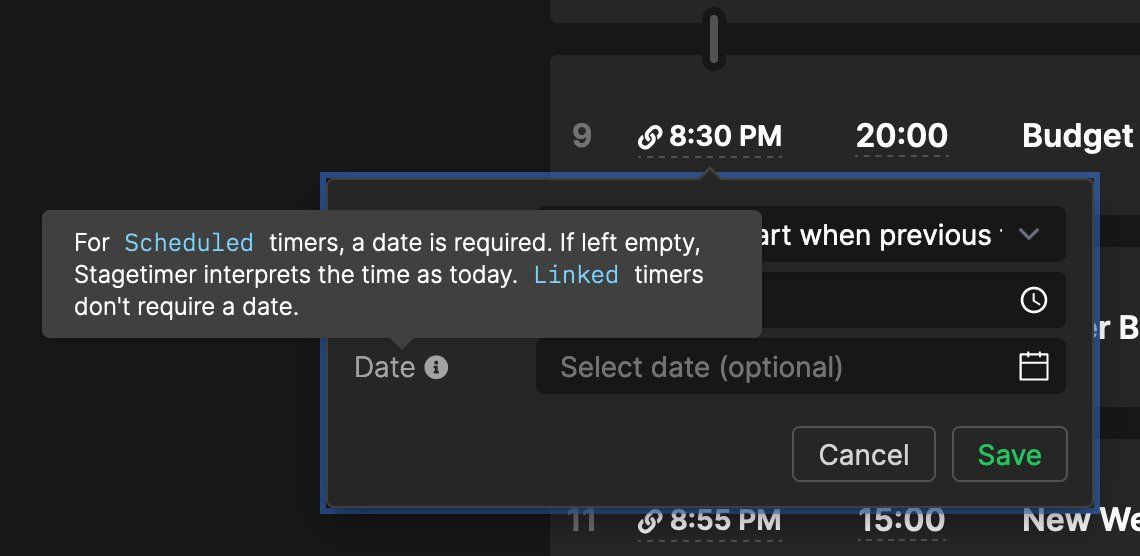 9 8:30 PM 20:00 Budget
For Scheduled timers, a date is required. If left empty,
Stagetimer interprets the time as today. Linked timers
don't require a date.
art when previous
er B
Date
Select date (optional)
Cancel Save
11 8:55 PM 15:00 New We